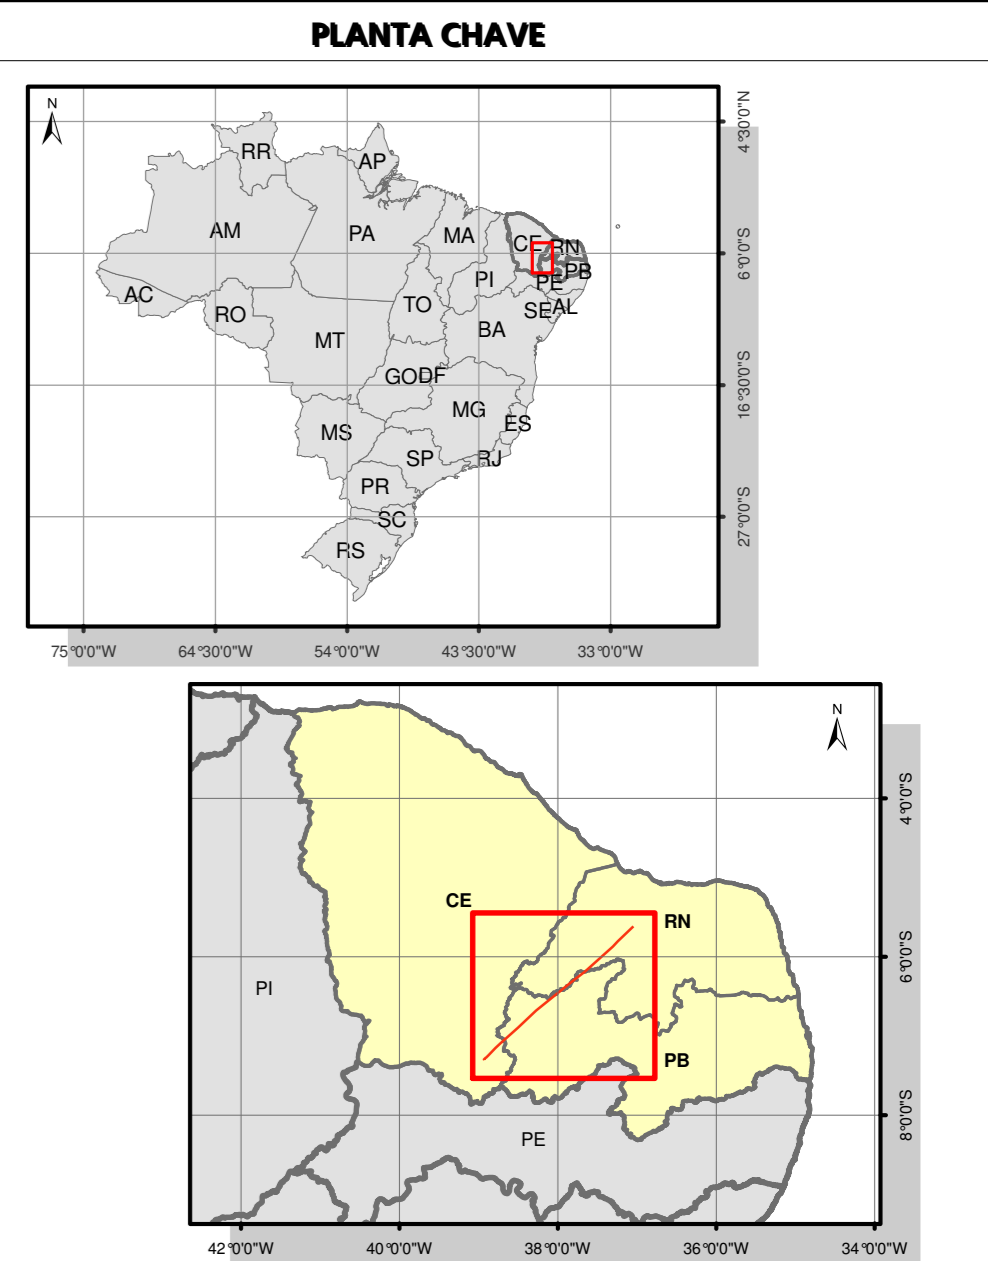 PLANTA CHAVE
N
4°30'0"N
RR
AP
AM
PA
MA
CE
RN
6°0'0"S
PB
PI
PE
AC
TO
SE
AL
RO
BA
MT
GO
DF
16°30'0"S
MG
ES
MS
SP
RJ
PR
SC
27°0'0"S
RS
75°0'0"W
64°30'0"W
54°0'0"W
43°30'0"W
33°0'0"W
N
4°0'0"S
CE
RN
6°0'0"S
PI
PB
8°0'0"S
PE
42°0'0"W
40°0'0"W
38°0'0"W
36°0'0"W
34°0'0"W